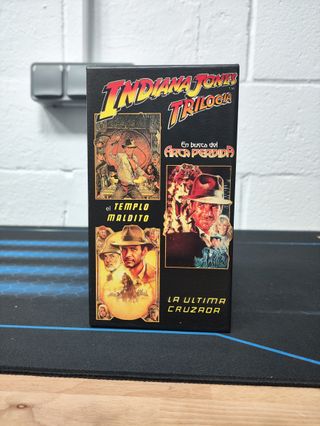 INDIANA JONES
TRILOGIA
En busca del
ARCA PERDIDA
el TEMPLO
MALDITO
LA ULTIMA
CRUZADA